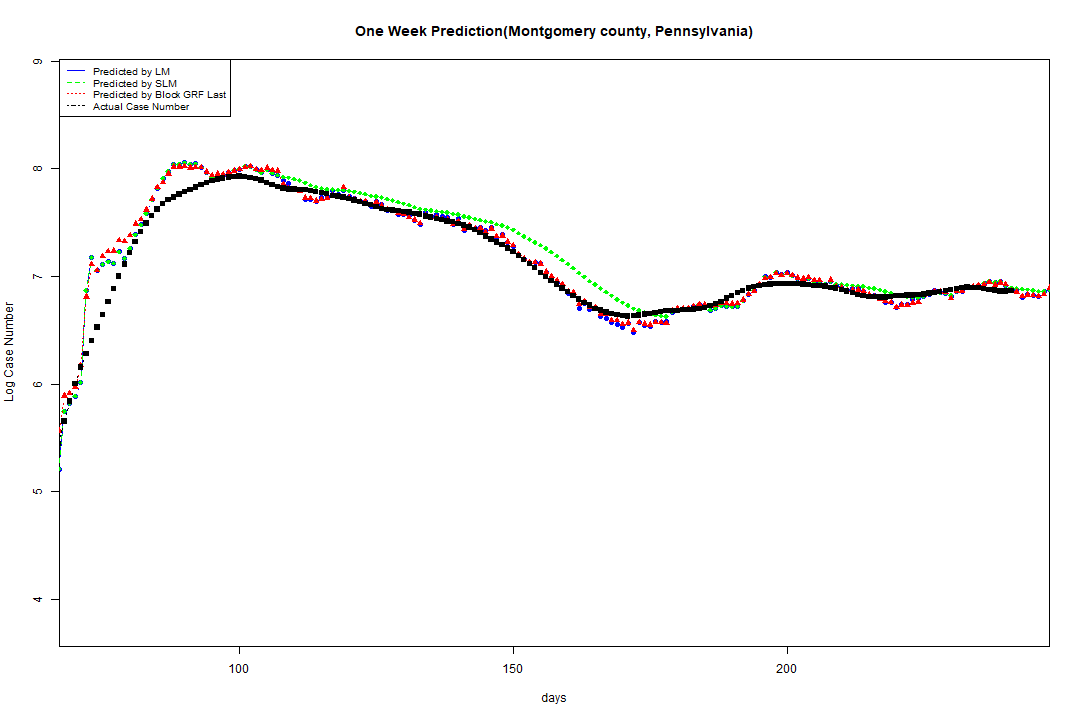 One Week Prediction(Montgomery county, Pennsylvania)
Predicted by LM
Predicted by SLM
Predicted by Block GRF Last
Actual Case Number
9
8
7
6
5
4
Log Case Number
100 150 200
days